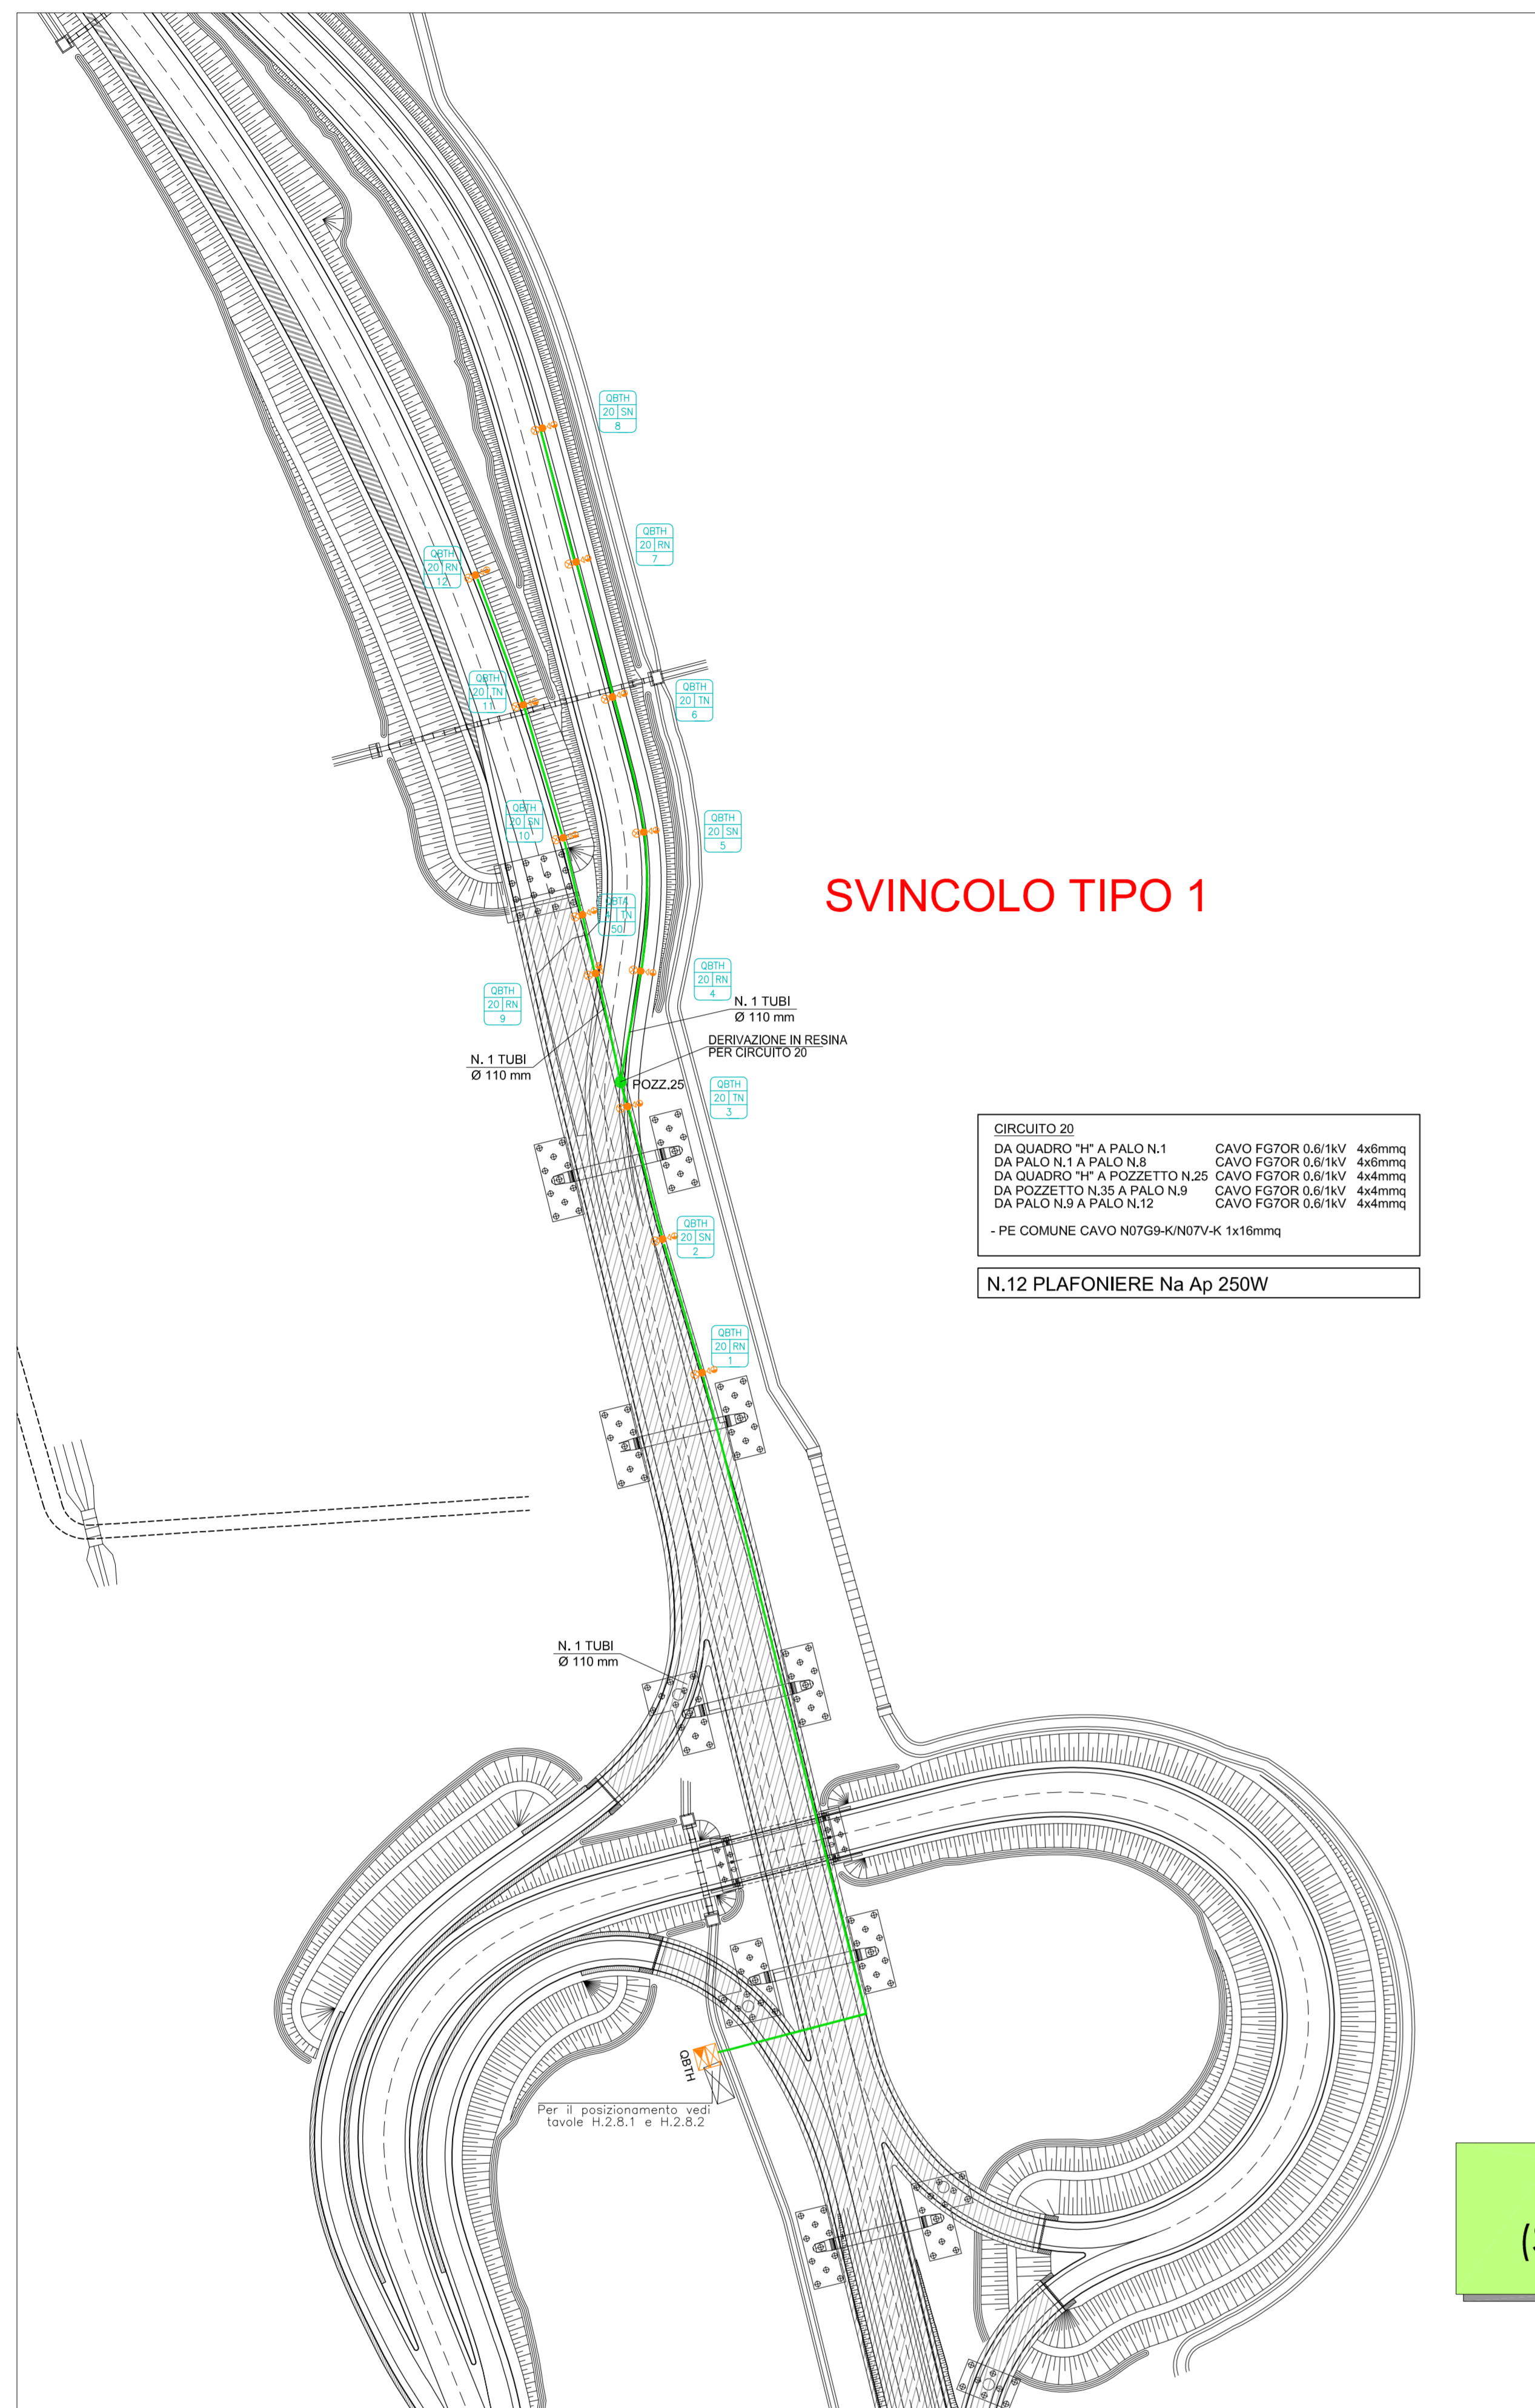 QBTH
20 SN
8
QBTH
20 RN
7
QBTH
20 RN
12
QBTH
20 TN
11
QBTH
20 TN
6
QBTH
20 SN
10
QBTH
20 SN
5
SVINCOLO TIPO 1
QBTA
4 TN
50
QBTH
20 RN
4
QBTH
20 RN
9
N. 1 TUBI
Ø 110 mm
DERIVAZIONE IN RESINA
PER CIRCUITO 20
N. 1 TUBI
Ø 110 mm
POZZ.25
QBTH
20 TN
3
CIRCUITO 20
DA QUADRO "H" A PALO N.1 CAVO FG7OR 0.6/1kV 4x6mmq
DA PALO N.1 A PALO N.8 CAVO FG7OR 0.6/1kV 4x6mmq
DA QUADRO "H" A POZZETTO N.25 CAVO FG7OR 0.6/1kV 4x4mmq
DA POZZETTO N.35 A PALO N.9 CAVO FG7OR 0.6/1kV 4x4mmq
DA PALO N.9 A PALO N.12 CAVO FG7OR 0.6/1kV 4x4mmq
- PE COMUNE CAVO N07G9-K/N07V-K 1x16mmq
N.12 PLAFONIERE Na Ap 250W
QBTH
20 SN
2
QBTH
20 RN
1
N. 1 TUBI
Ø 110 mm
QBTH
Per il posizionamento vedi
tavole H.2.8.1 e H.2.8.2